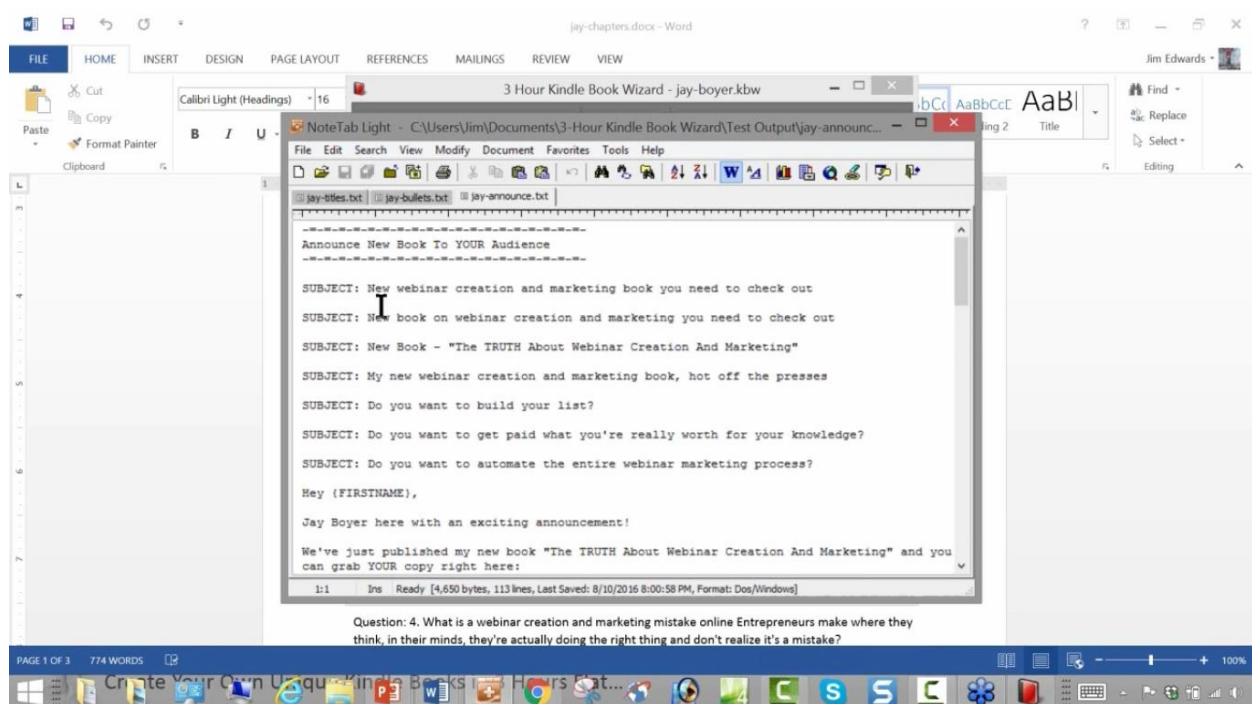 jay-chapters.docx - Word
FILE HOME INSERT DESIGN PAGE LAYOUT REFERENCES MAILINGS REVIEW VIEW Jim Edwards
Cut
Copy
Format Painter
Paste
Clipboard
Calibri Light (Headings) 16
B I U
3 Hour Kindle Book Wizard - jay-boyer.kbw
AaBbCcD AaBI
ling 2 Title
Find
Replace
Select
Editing
NoteTab Light - C:\Users\Jim\Documents\3-Hour Kindle Book Wizard\Test Output\jay-announc...
File Edit Search View Modify Document Favorites Tools Help
jay-titles.txt jay-bullets.txt jay-announce.txt
-=-=-=-=-=-=-=-=-=-=-=-=-=-=-=-=-=-=-=-
Announce New Book To YOUR Audience
-=-=-=-=-=-=-=-=-=-=-=-=-=-=-=-=-=-=-=-
SUBJECT: New webinar creation and marketing book you need to check out
SUBJECT: New book on webinar creation and marketing you need to check out
SUBJECT: New Book - "The TRUTH About Webinar Creation And Marketing"
SUBJECT: My new webinar creation and marketing book, hot off the presses
SUBJECT: Do you want to build your list?
SUBJECT: Do you want to get paid what you're really worth for your knowledge?
SUBJECT: Do you want to automate the entire webinar marketing process?
Hey {FIRSTNAME},
Jay Boyer here with an exciting announcement!
We've just published my new book "The TRUTH About Webinar Creation And Marketing" and you
can grab YOUR copy right here:
1:1 Ins Ready [4,650 bytes, 113 lines, Last Saved: 8/10/2016 8:00:58 PM, Format: Dos/Windows]
Question: 4. What is a webinar creation and marketing mistake online Entrepreneurs make where they
think, in their minds, they're actually doing the right thing and don't realize it's a mistake?
PAGE 1 OF 3 774 WORDS 100%